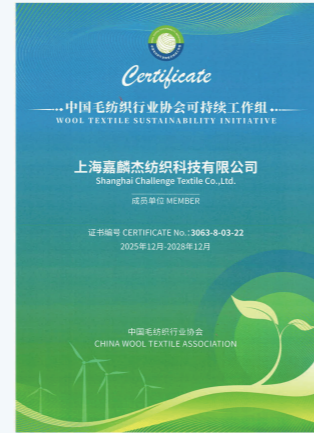 Certificate
中国毛纺织行业协会可持续工作组
WOOL TEXTILE SUSTAINABILITY INITIATIVE
上海嘉麟杰纺织科技有限公司
Shanghai Challenge Textile Co.,Ltd.
成员单位 MEMBER
证书编号 CERTIFICATE No.:3063-8-03-22
2025年12月-2028年12月
中国毛纺织行业协会
CHINA WOOL TEXTILE ASSOCIATION